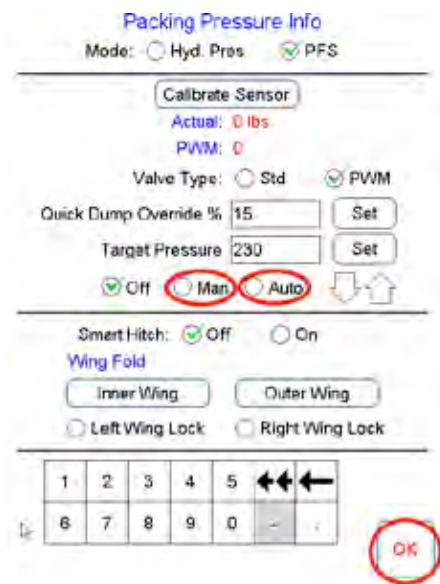 Packing Pressure Info
Mode: Hyd. Pres PFS
Calibrate Sensor
Actual: 0 lbs
PWM: 0
Valve Type: Std PWM
Quick Dump Override % 15 Set
Target Pressure 230 Set
Off Man Auto
Smart Hitch: Off On
Wing Fold
Inner Wing Outer Wing
Left Wing Lock Right Wing Lock
1 2 3 4 5
6 7 8 9 0 - .
OK